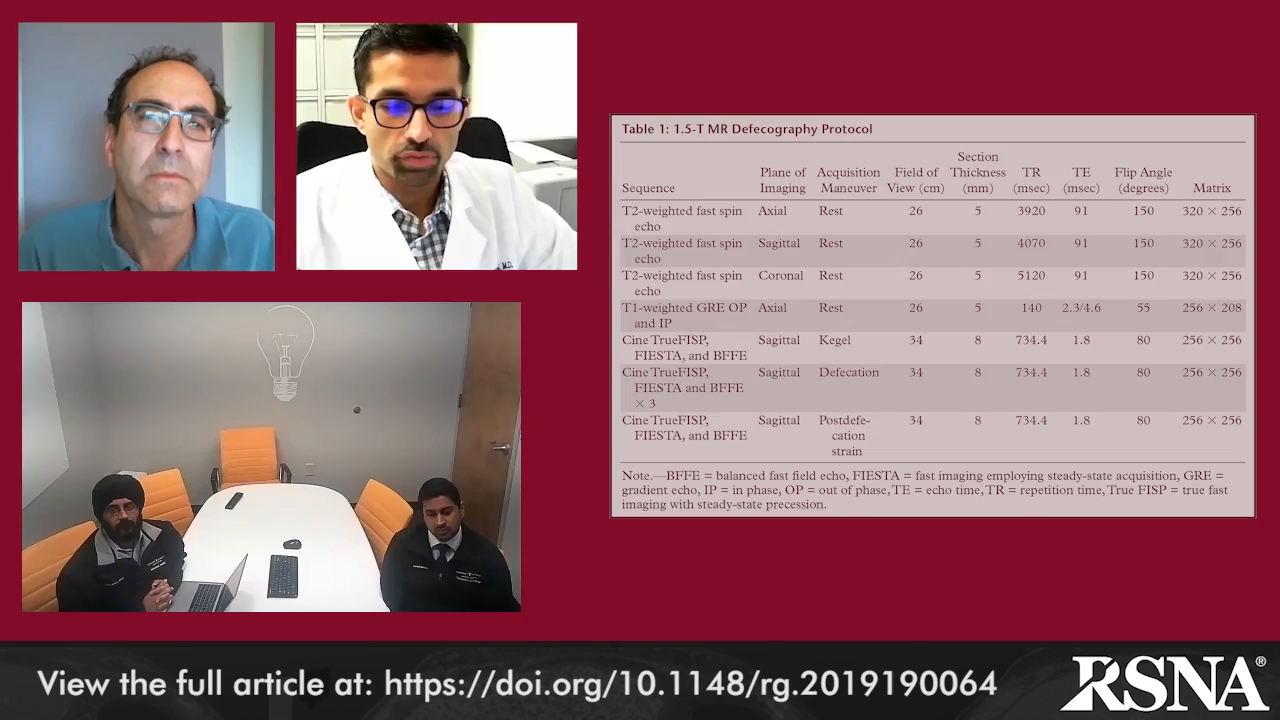 Table 1: 1.5-T MR Defecography Protocol
Section
Plane of Acquisition Field of Thickness TR TE Flip Angle
Sequence Imaging Maneuver View (cm) (mm) (msec) (msec) (degrees) Matrix
T2-weighted fast spin Axial Rest 26 5 3920 91 150 320 × 256
echo
T2-weighted fast spin Sagittal Rest 26 5 4070 91 150 320 × 256
echo
T2-weighted fast spin Coronal Rest 26 5 5120 91 150 320 × 256
echo
T1-weighted GRE OP Axial Rest 26 5 140 2.3/4.6 55 256 × 208
and IP
Cine TrueFISP, Sagittal Kegel 34 8 734.4 1.8 80 256 × 256
FIESTA, and BFFE
Cine TrueFISP, Sagittal Defecation 34 8 734.4 1.8 80 256 × 256
FIESTA and BFFE
× 3
Cine TrueFISP, Sagittal Postdefe- 34 8 734.4 1.8 80 256 × 256
FIESTA, and BFFE cation
strain
Note.—BFFE = balanced fast field echo, FIESTA = fast imaging employing steady-state acquisition, GRE =
gradient echo, IP = in phase, OP = out of phase, TE = echo time, TR = repetition time, True FISP = true fast
imaging with steady-state precession.
View the full article at: https://doi.org/10.1148/rg.2019190064
RSNA®